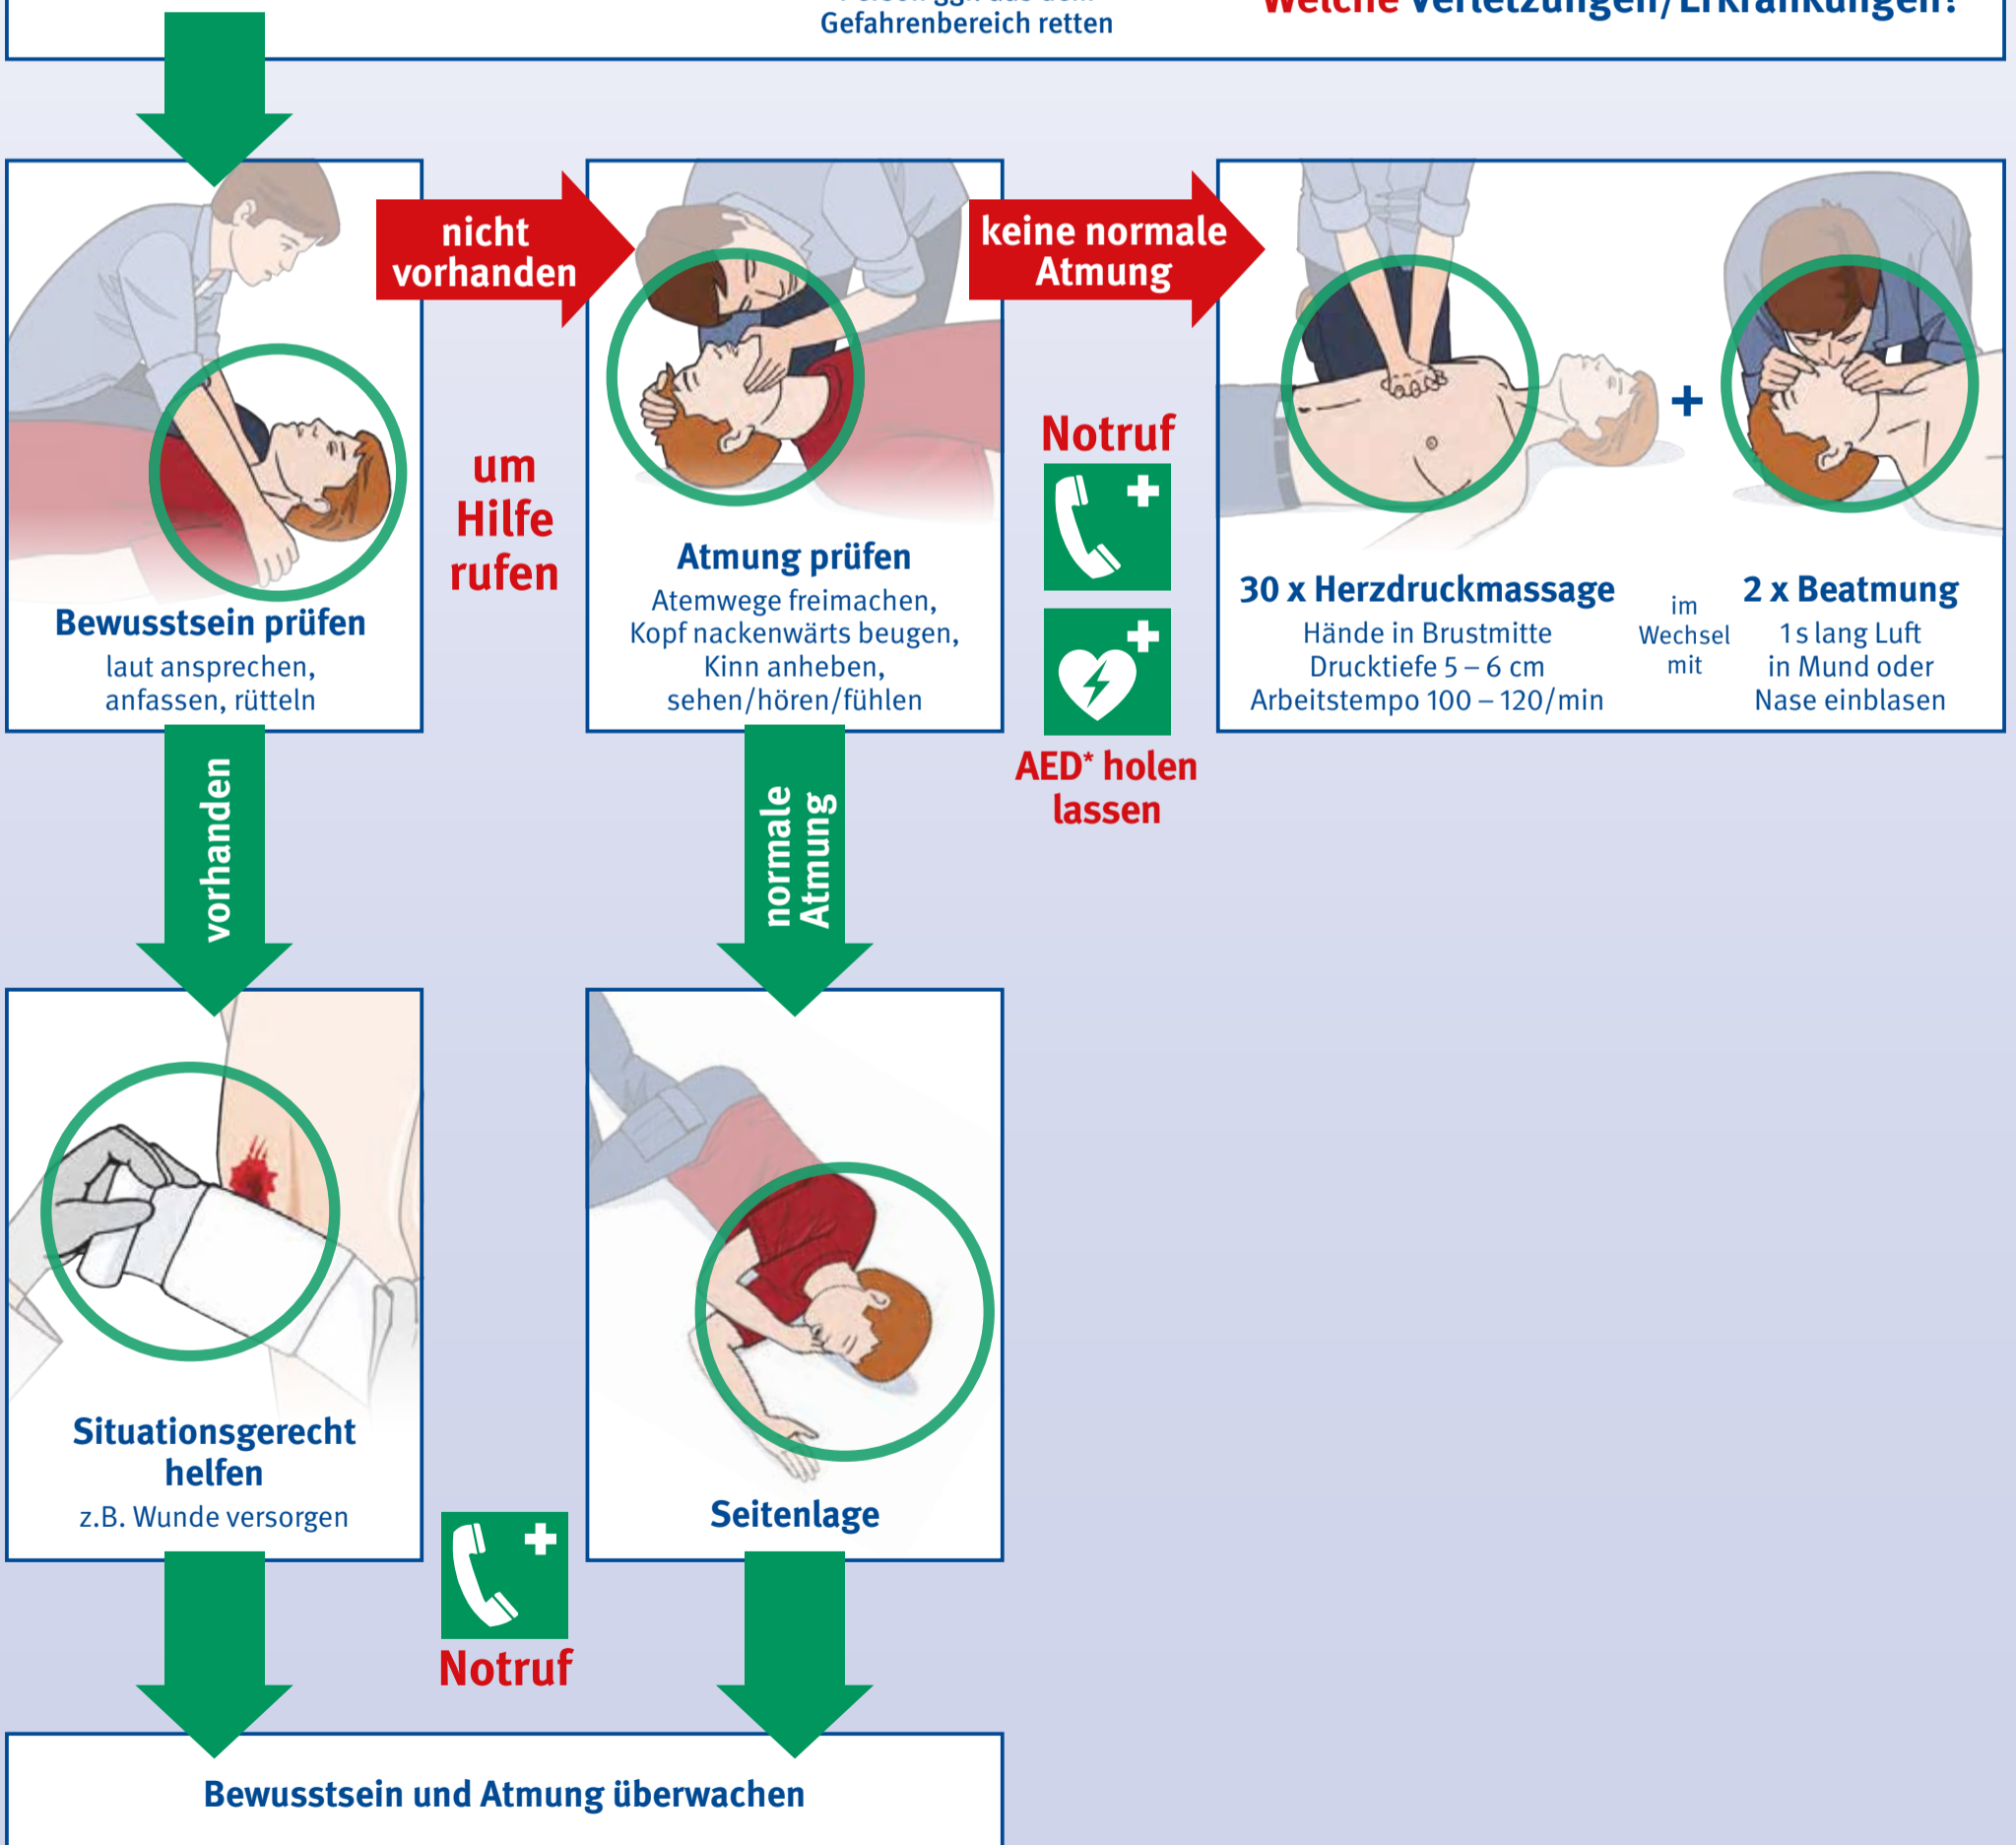 Gefahrenbereich retten
Welche Verletzungen/Erkrankungen?
nicht
vorhanden
keine normale
Atmung
um
Hilfe
rufen
Notruf
Bewusstsein prüfen
laut ansprechen,
anfassen, rütteln
Atmung prüfen
Atemwege freimachen,
Kopf nackenwärts beugen,
Kinn anheben,
sehen/hören/fühlen
AED* holen
lassen
30 x Herzdruckmassage
Hände in Brustmitte
Drucktiefe 5 – 6 cm
Arbeitstempo 100 – 120/min
im
Wechsel
mit
2 x Beatmung
1 s lang Luft
in Mund oder
Nase einblasen
vorhanden
normale
Atmung
Situationsgerecht
helfen
z.B. Wunde versorgen
Seitenlage
Notruf
Bewusstsein und Atmung überwachen